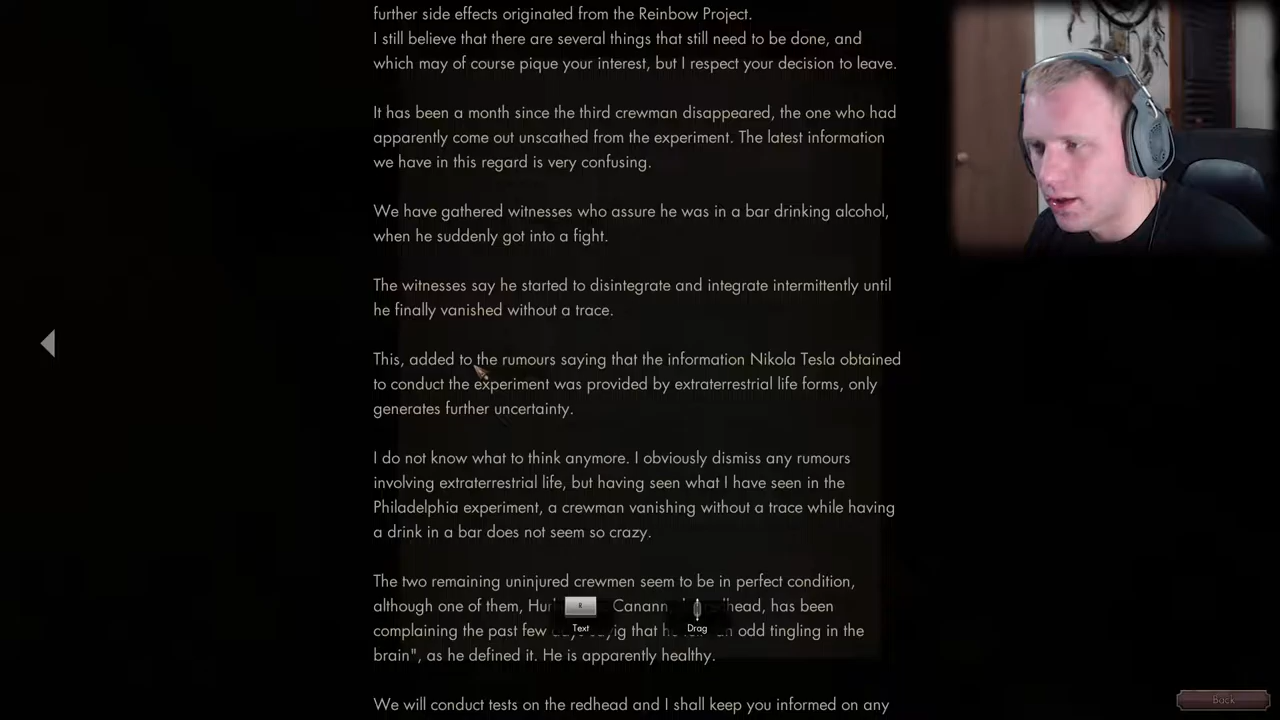 further side effects originated from the Reinbow Project.
I still believe that there are several things that still need to be done, and
which may of course pique your interest, but I respect your decision to leave.
It has been a month since the third crewman disappeared, the one who had
apparently come out unscathed from the experiment. The latest information
we have in this regard is very confusing.
We have gathered witnesses who assure he was in a bar drinking alcohol,
when he suddenly got into a fight.
The witnesses say he started to disintegrate and integrate intermittently until
he finally vanished without a trace.
This, added to the rumours saying that the information Nikola Tesla obtained
to conduct the experiment was provided by extraterrestrial life forms, only
generates further uncertainty.
I do not know what to think anymore. I obviously dismiss any rumours
involving extraterrestrial life, but having seen what I have seen in the
Philadelphia experiment, a crewman vanishing without a trace while having
a drink in a bar does not seem so crazy.
The two remaining uninjured crewmen seem to be in perfect condition,
although one of them, Canann has been
complaining the past few odd tingling in the
brain", as he defined it. He is apparently healthy.
We will conduct tests on the redhead and I shall keep you informed on any
R
Text
Drag
Back